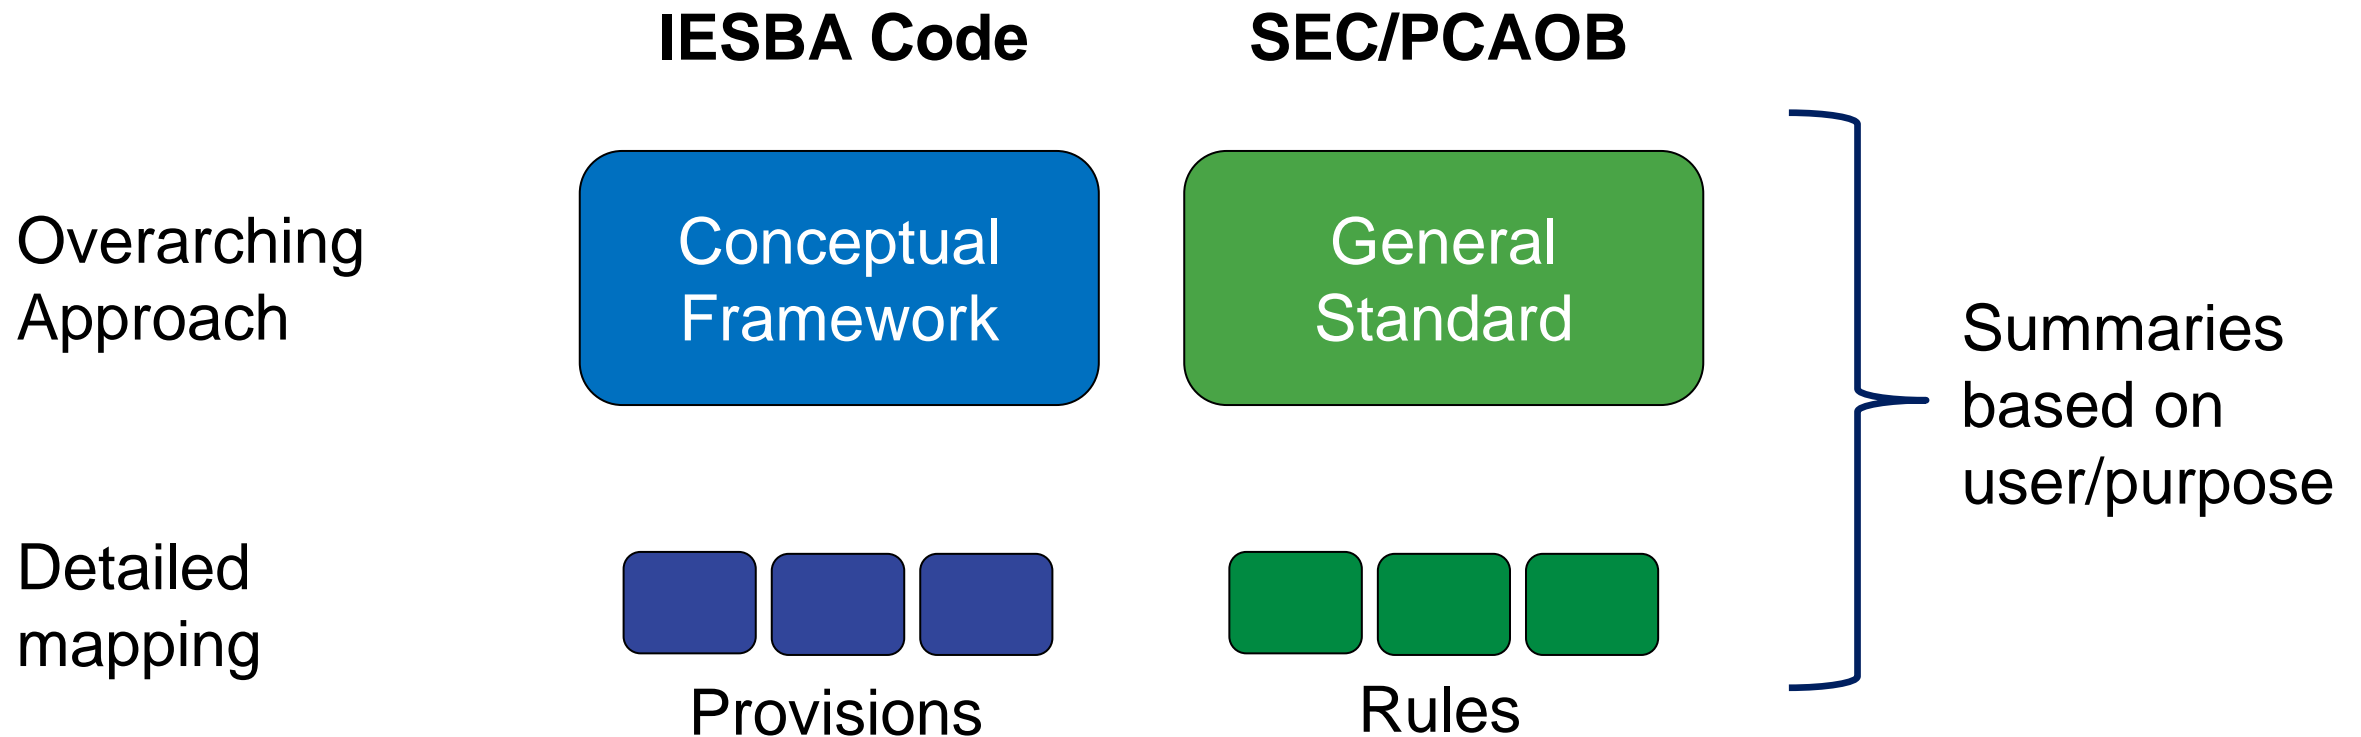 IESBA Code
SEC/PCAOB
Overarching
Approach
Conceptual
Framework
General
Standard
Summaries
based on
user/purpose
Detailed
mapping
Provisions
Rules